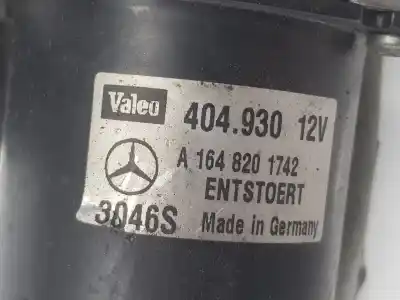 Valeo 404.930 12V
A 164 820 1742
ENTSTOERT
3046S Made in Germany